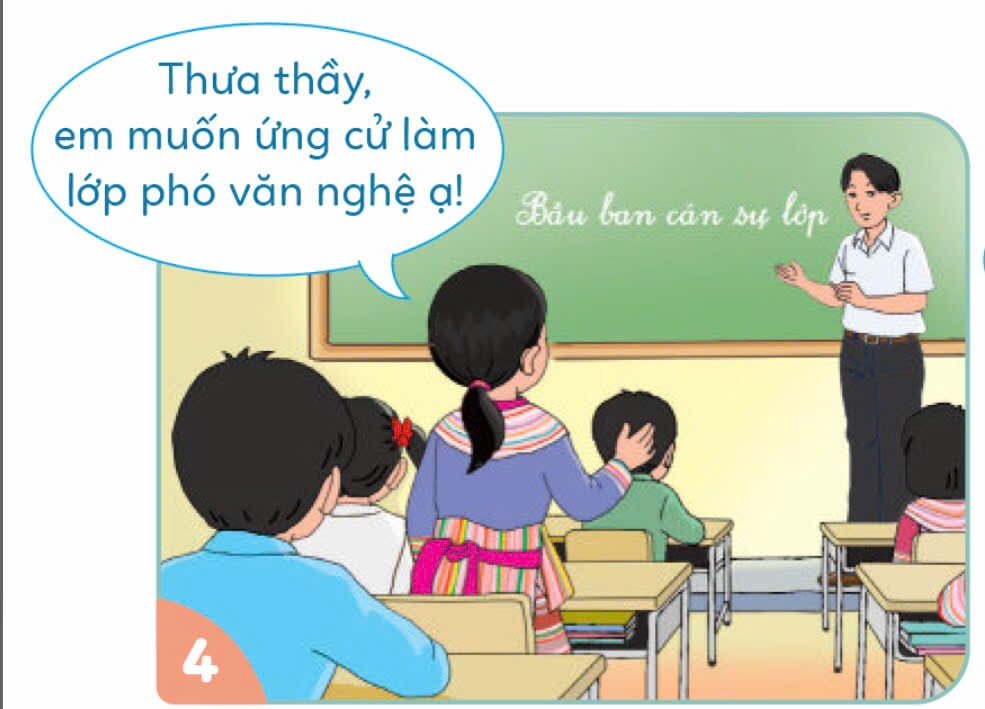 Thưa thầy,
em muốn ứng cử làm
lớp phó văn nghệ ạ!
Bầu ban cán sự lớp
4